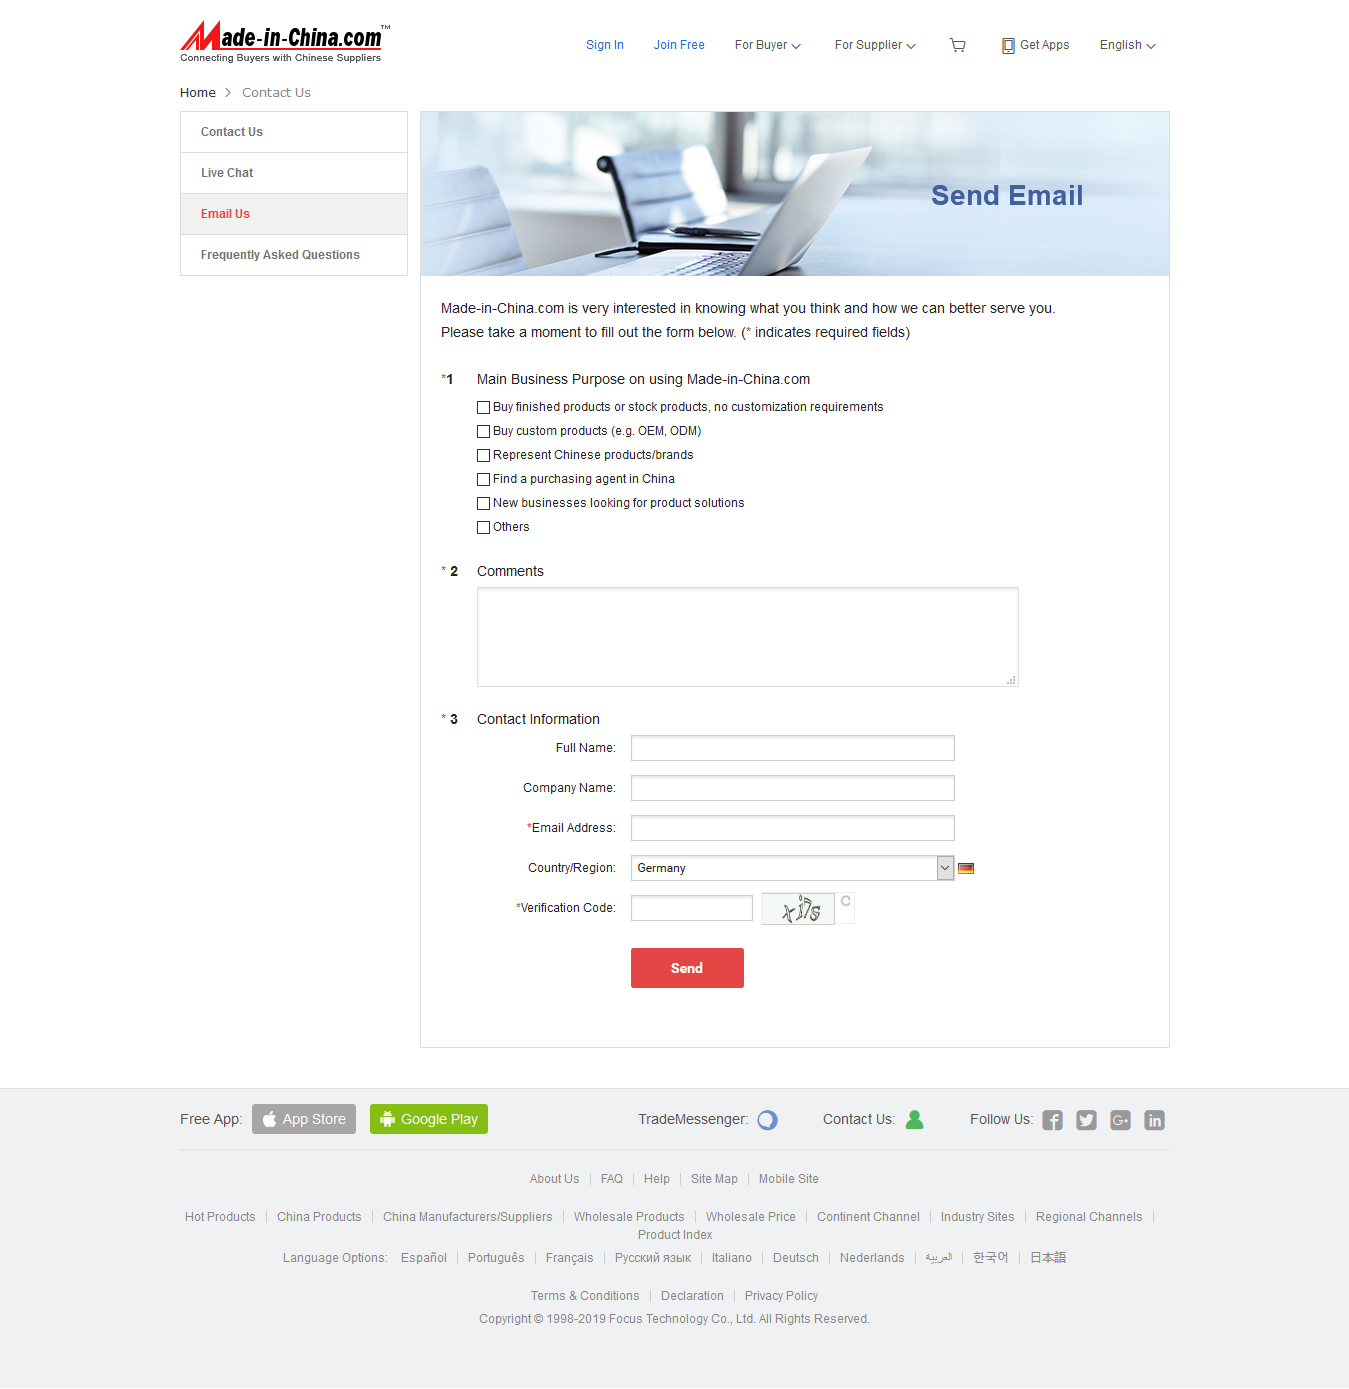 Made-in-China.com™
Connecting Buyers with Chinese Suppliers
Sign In
Join Free
For Buyer
For Supplier
Get Apps
English
Home
Contact Us
Contact Us
Live Chat
Email Us
Frequently Asked Questions
Send Email
Made-in-China.com is very interested in knowing what you think and how we can better serve you.
Please take a moment to fill out the form below. (* indicates required fields)
*1 Main Business Purpose on using Made-in-China.com
Buy finished products or stock products, no customization requirements
Buy custom products (e.g. OEM, ODM)
Represent Chinese products/brands
Find a purchasing agent in China
New businesses looking for product solutions
Others
* 2 Comments
* 3 Contact Information
Full Name:
Company Name:
*Email Address:
Country/Region: Germany
*Verification Code: xi7s
Send
Free App: App Store Google Play TradeMessenger: Contact Us: Follow Us:
About Us FAQ Help Site Map Mobile Site
Hot Products China Products China Manufacturers/Suppliers Wholesale Products Wholesale Price Continent Channel Industry Sites Regional Channels
Product Index
Language Options: Español Português Français Русский язык Italiano Deutsch Nederlands العربية 한국어 日本語
Terms & Conditions Declaration Privacy Policy
Copyright © 1998-2019 Focus Technology Co., Ltd. All Rights Reserved.